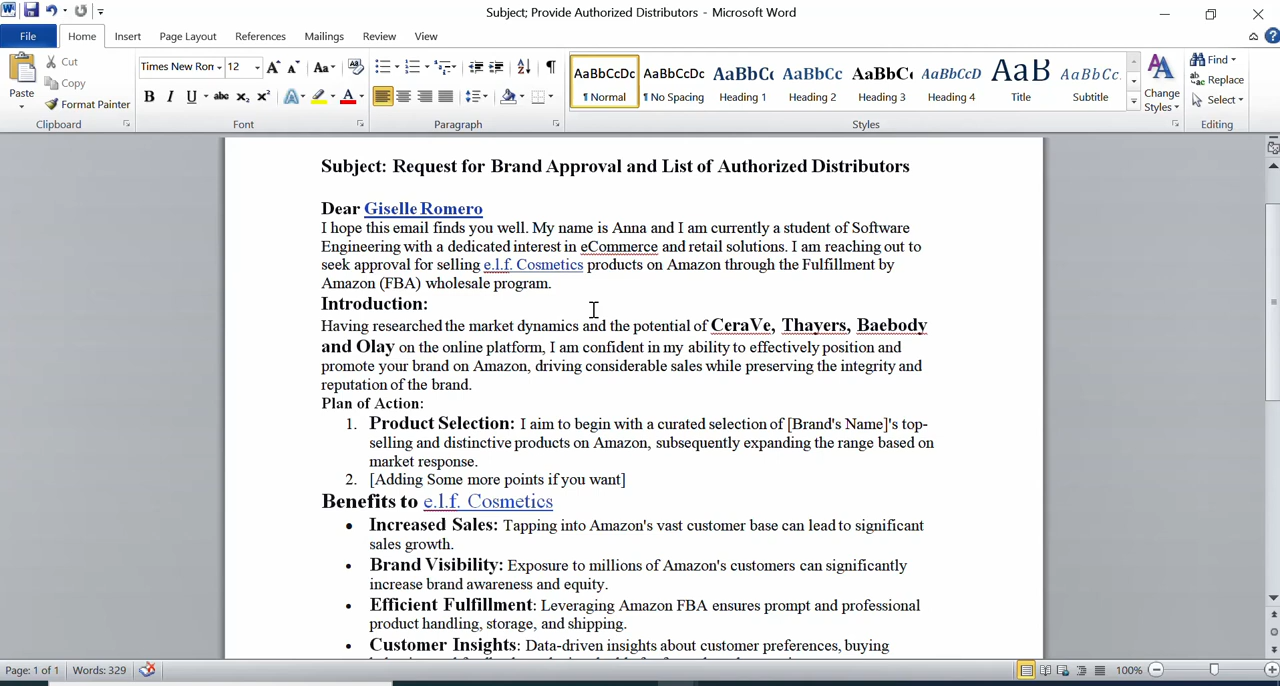 Subject; Provide Authorized Distributors - Microsoft Word
File Home Insert Page Layout References Mailings Review View
Paste Cut Copy Format Painter
Times New Ron 12
AaBbCcDc AaBbCcDc AaBbCc AaBbCc AaBbCc AaBbCcD AaB AaBbCc.
¶ Normal ¶ No Spacing Heading 1 Heading 2 Heading 3 Heading 4 Title Subtitle
Change Styles
Find Replace Select
Clipboard Font Paragraph Styles Editing
Subject: Request for Brand Approval and List of Authorized Distributors
Dear Giselle Romero
I hope this email finds you well. My name is Anna and I am currently a student of Software
Engineering with a dedicated interest in eCommerce and retail solutions. I am reaching out to
seek approval for selling e.l.f. Cosmetics products on Amazon through the Fulfillment by
Amazon (FBA) wholesale program.
Introduction:
Having researched the market dynamics and the potential of CeraVe, Thayers, Baebody
and Olay on the online platform, I am confident in my ability to effectively position and
promote your brand on Amazon, driving considerable sales while preserving the integrity and
reputation of the brand.
Plan of Action:
1. Product Selection: I aim to begin with a curated selection of [Brand's Name]'s top-
selling and distinctive products on Amazon, subsequently expanding the range based on
market response.
2. [Adding Some more points if you want]
Benefits to e.l.f. Cosmetics
• Increased Sales: Tapping into Amazon's vast customer base can lead to significant
sales growth.
• Brand Visibility: Exposure to millions of Amazon's customers can significantly
increase brand awareness and equity.
• Efficient Fulfillment: Leveraging Amazon FBA ensures prompt and professional
product handling, storage, and shipping.
• Customer Insights: Data-driven insights about customer preferences, buying
Page: 1 of 1 Words: 329 100%